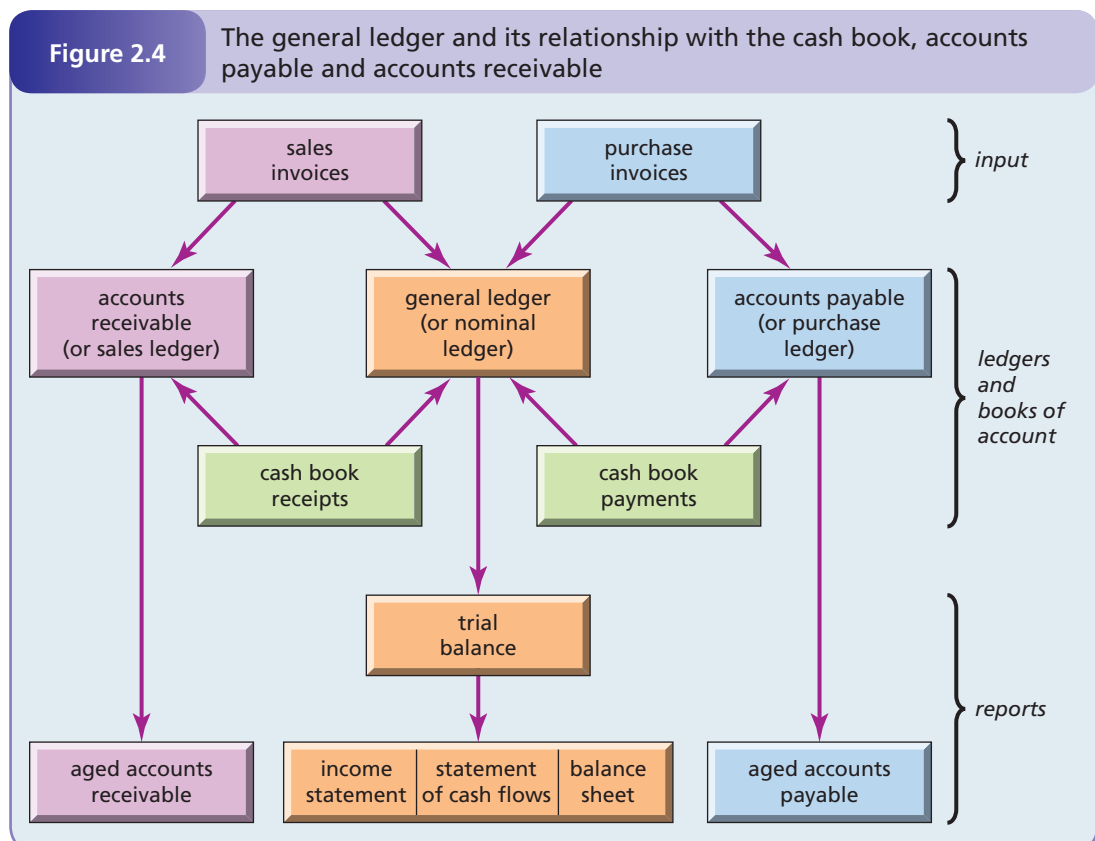 Figure 2.4
The general ledger and its relationship with the cash book, accounts
payable and accounts receivable
sales
invoices
purchase
invoices
input
accounts
receivable
(or sales ledger)
general ledger
(or nominal
ledger)
accounts payable
(or purchase
ledger)
ledgers
and
books of
account
cash book
receipts
cash book
payments
trial
balance
reports
aged accounts
receivable
income
statement
statement
of cash flows
balance
sheet
aged accounts
payable